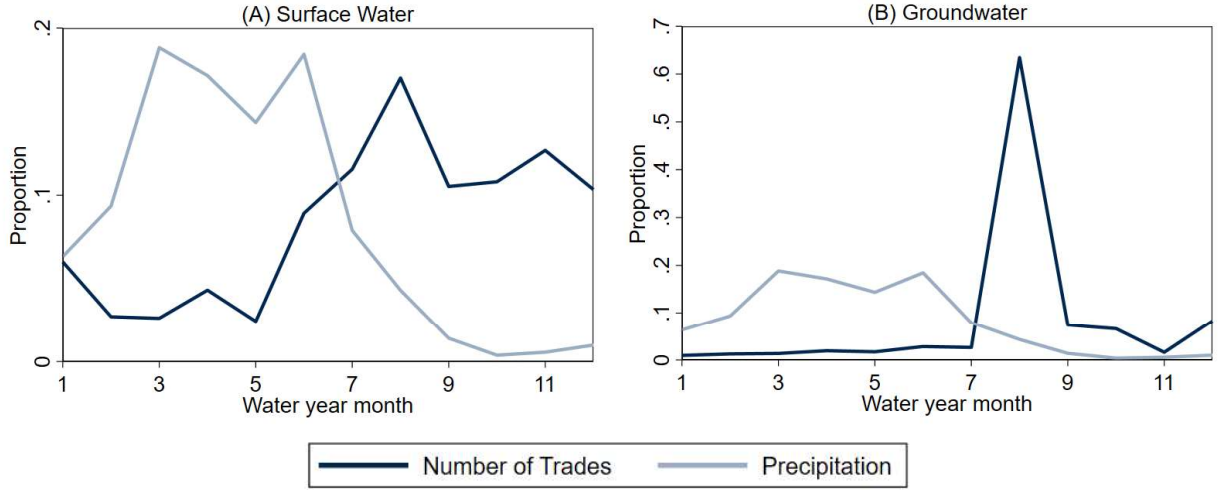 (A) Surface Water
.2
.1
0
Proportion
1 3 5 7 9 11
Water year month
(B) Groundwater
.7
.6
.5
.4
.3
.2
.1
0
Proportion
1 3 5 7 9 11
Water year month
Number of Trades Precipitation